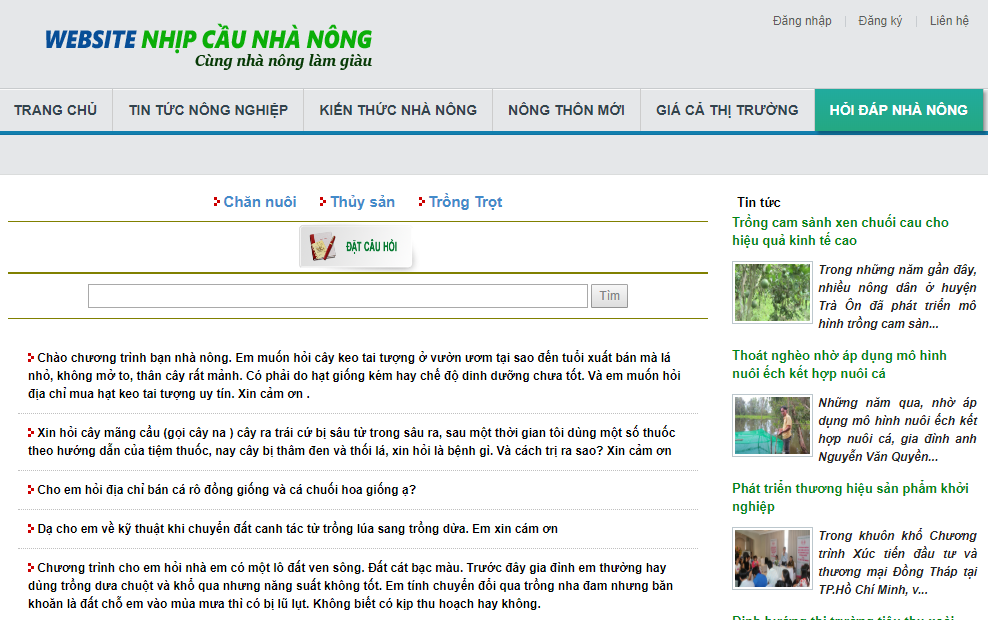 Đăng nhập | Đăng ký | Liên hệ
WEBSITE NHỊP CẦU NHÀ NÔNG
Cùng nhà nông làm giàu
TRANG CHỦ TIN TỨC NÔNG NGHIỆP KIẾN THỨC NHÀ NÔNG NÔNG THÔN MỚI GIÁ CẢ THỊ TRƯỜNG HỎI ĐÁP NHÀ NÔNG
Chăn nuôi Thủy sản Trồng Trọt
ĐẶT CÂU HỎI
Tìm
Chào chương trình bạn nhà nông. Em muốn hỏi cây keo tai tượng ở vườn ươm tại sao đến tuổi xuất bán mà lá
nhỏ, không mở to, thân cây rất mảnh. Có phải do hạt giống kém hay chế độ dinh dưỡng chưa tốt. Và em muốn hỏi
địa chỉ mua hạt keo tai tượng uy tín. Xin cảm ơn .
Xin hỏi cây mãng cầu (gọi cây na ) cây ra trái cứ bị sâu từ trong sâu ra, sau một thời gian tôi dùng một số thuốc
theo hướng dẫn của tiệm thuốc, nay cây bị thâm đen và thối lá, xin hỏi là bệnh gì. Và cách trị ra sao? Xin cảm ơn
Cho em hỏi địa chỉ bán cá rô đồng giống và cá chuối hoa giống ạ?
Dạ cho em về kỹ thuật khi chuyển đất canh tác từ trồng lúa sang trồng dừa. Em xin cám ơn
Chương trình cho em hỏi nhà em có một lô đất ven sông. Đất cát bạc màu. Trước đây gia đình em thường hay
dùng trồng dưa chuột và khổ qua nhưng năng suất không tốt. Em tính chuyển đổi qua trồng nha đam nhưng băn
khoăn là đất chỗ em vào mùa mưa thì có bị lũ lụt. Không biết có kịp thu hoạch hay không.
Tin tức
Trồng cam sành xen chuối cau cho
hiệu quả kinh tế cao
Trong những năm gần đây,
nhiều nông dân ở huyện
Trà Ôn đã phát triển mô
hình trồng cam sàn...
Thoát nghèo nhờ áp dụng mô hình
nuôi ếch kết hợp nuôi cá
Những năm qua, nhờ áp
dụng mô hình nuôi ếch kết
hợp nuôi cá, gia đình anh
Nguyễn Văn Quyền...
Phát triển thương hiệu sản phẩm khởi
nghiệp
Trong khuôn khổ Chương
trình Xúc tiến đầu tư và
thương mại Đồng Tháp tại
TP.Hồ Chí Minh, v...